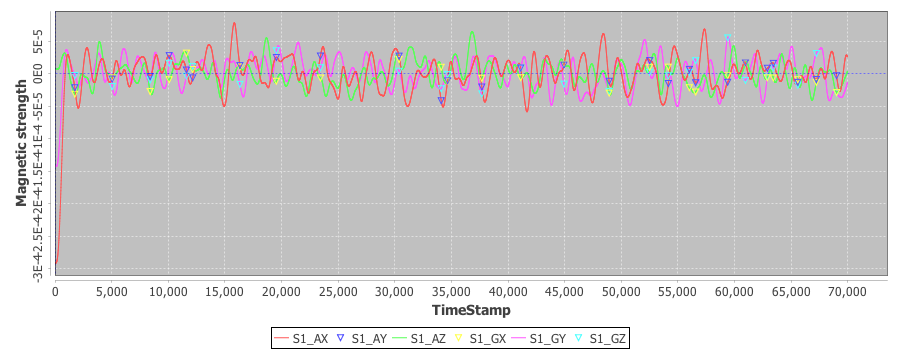 Magnetic strength
5E-5
0E0
-5E-5
-1E-4
-1.5E-4
-2E-4
-2.5E-4
-3E-4
0 5,000 10,000 15,000 20,000 25,000 30,000 35,000 40,000 45,000 50,000 55,000 60,000 65,000 70,000
TimeStamp
S1_AX S1_AY S1_AZ S1_GX S1_GY S1_GZ